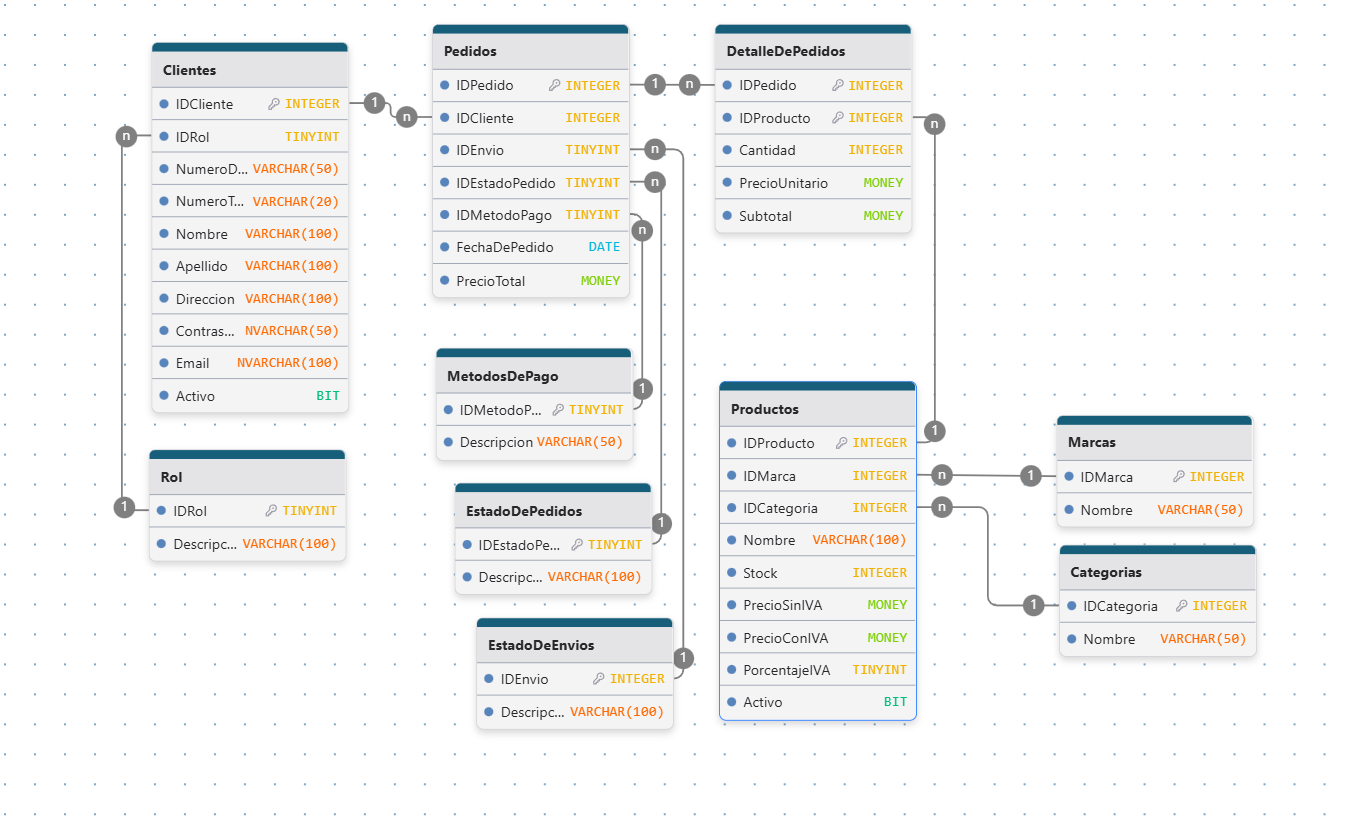 Clientes
IDCliente INTEGER
IDRol TINYINT
NumeroD... VARCHAR(50)
NumeroT... VARCHAR(20)
Nombre VARCHAR(100)
Apellido VARCHAR(100)
Direccion VARCHAR(100)
Contras... NVARCHAR(50)
Email NVARCHAR(100)
Activo BIT
1
n
n
1
Rol
IDRol TINYINT
Descripc... VARCHAR(100)
Pedidos
IDPedido INTEGER
IDCliente INTEGER
IDEnvio TINYINT
IDEstadoPedido TINYINT
IDMetodoPago TINYINT
FechaDePedido DATE
PrecioTotal MONEY
1
n
n
n
n
MetodosDePago
IDMetodoP... TINYINT
Descripcion VARCHAR(50)
1
EstadoDePedidos
IDEstadoPe... TINYINT
Descripc... VARCHAR(100)
1
EstadoDeEnvios
IDEnvio INTEGER
Descripc... VARCHAR(100)
1
DetalleDePedidos
IDPedido INTEGER
IDProducto INTEGER
Cantidad INTEGER
PrecioUnitario MONEY
Subtotal MONEY
n
1
Productos
IDProducto INTEGER
IDMarca INTEGER
IDCategoria INTEGER
Nombre VARCHAR(100)
Stock INTEGER
PrecioSinIVA MONEY
PrecioConIVA MONEY
PorcentajeIVA TINYINT
Activo BIT
n
1
n
1
Marcas
IDMarca INTEGER
Nombre VARCHAR(50)
Categorias
IDCategoria INTEGER
Nombre VARCHAR(50)